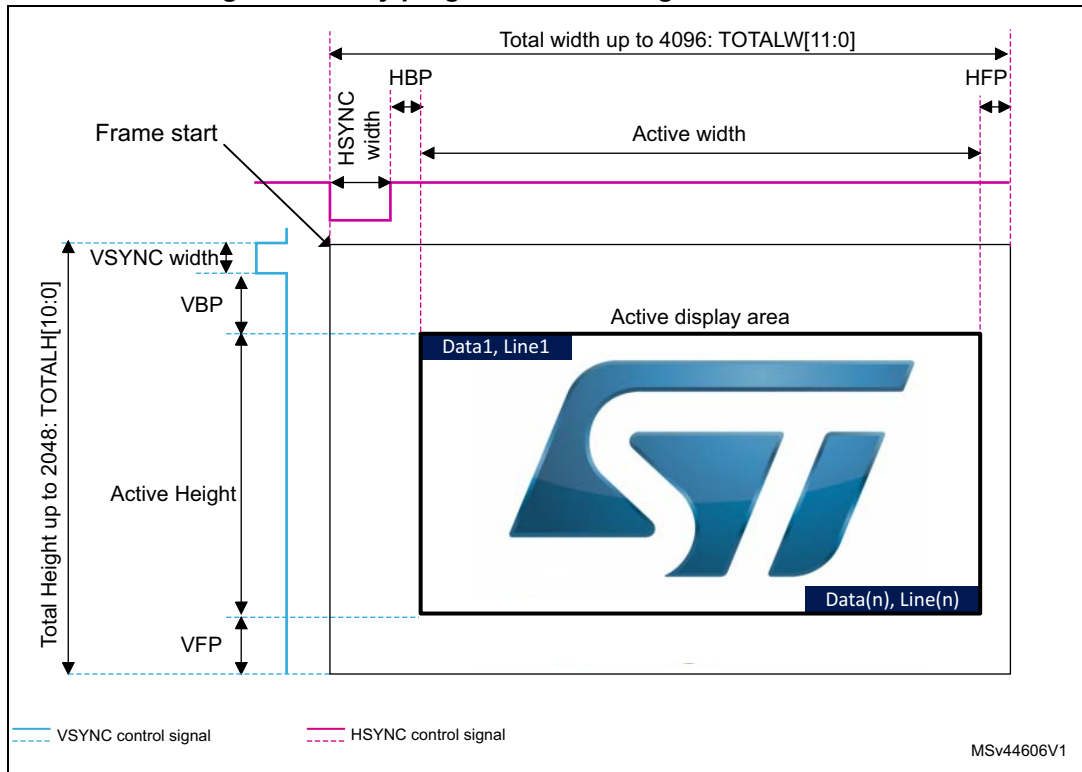 Total width up to 4096: TOTALW[11:0]
HBP
HFP
HSYNC
width
Frame start
Active width
VSYNC width
VBP
Total Height up to 2048: TOTALH[10:0]
Active display area
Data1, Line1
ST
Active Height
Data(n), Line(n)
VFP
VSYNC control signal
HSYNC control signal
MSv44606V1